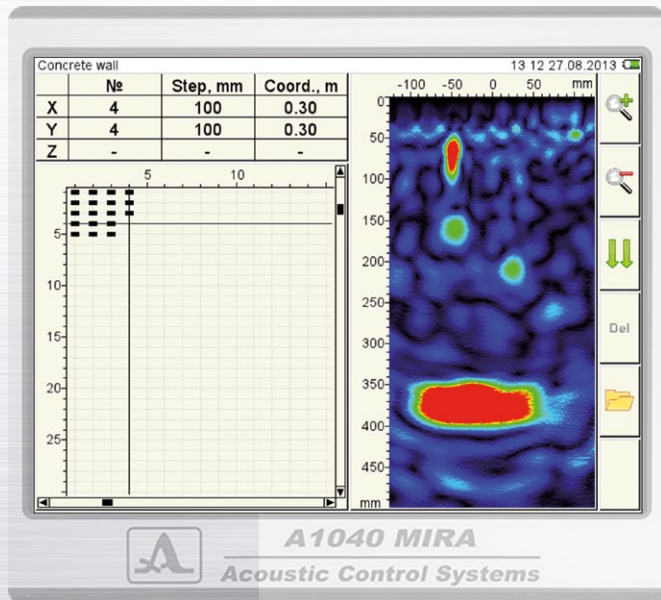 Concrete wall 13 12 27.08.2013
№ Step, mm Coord., m
X 4 100 0.30
Y 4 100 0.30
Z - - -
5 10
5
10
15
20
25
-100 -50 0 50 mm
0
50
100
150
200
250
300
350
400
450
mm
Del
A1040 MIRA
Acoustic Control Systems